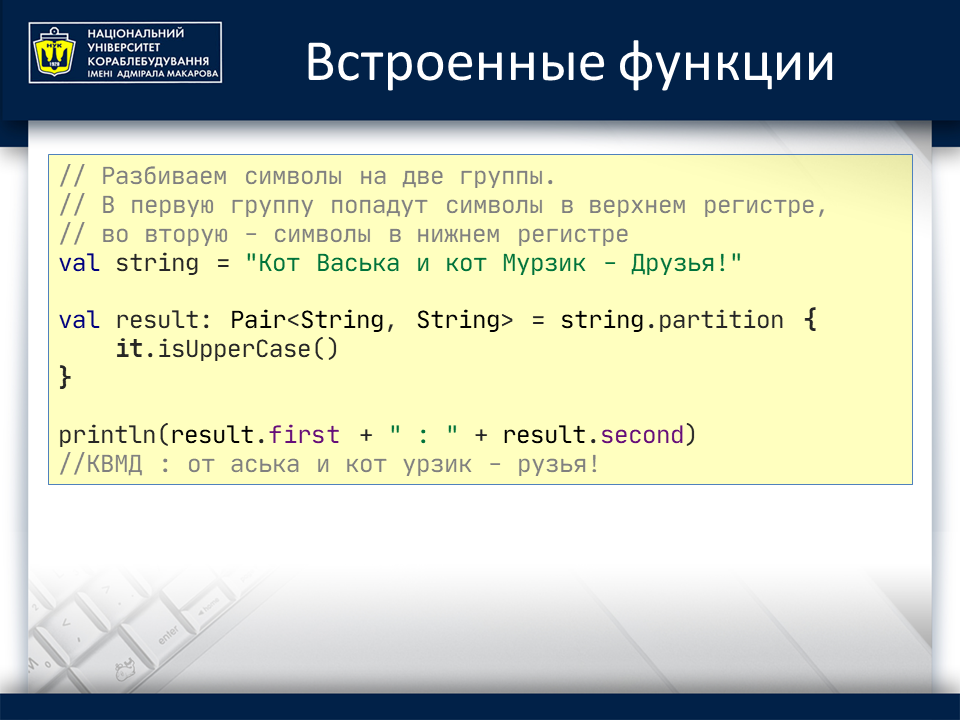 НАЦІОНАЛЬНИЙ
УНІВЕРСИТЕТ
КОРАБЛЕБУДУВАННЯ
ІМЕНІ АДМІРАЛА МАКАРОВА
НУК
1920
Встроенные функции
// Разбиваем символы на две группы.
// В первую группу попадут символы в верхнем регистре,
// во вторую – символы в нижнем регистре
val string = "Кот Васька и кот Мурзик – Друзья!"
val result: Pair<String, String> = string.partition {
    it.isUpperCase()
}
println(result.first + " : " + result.second)
//КВМД : от аська и кот урзик – рузья!
enter